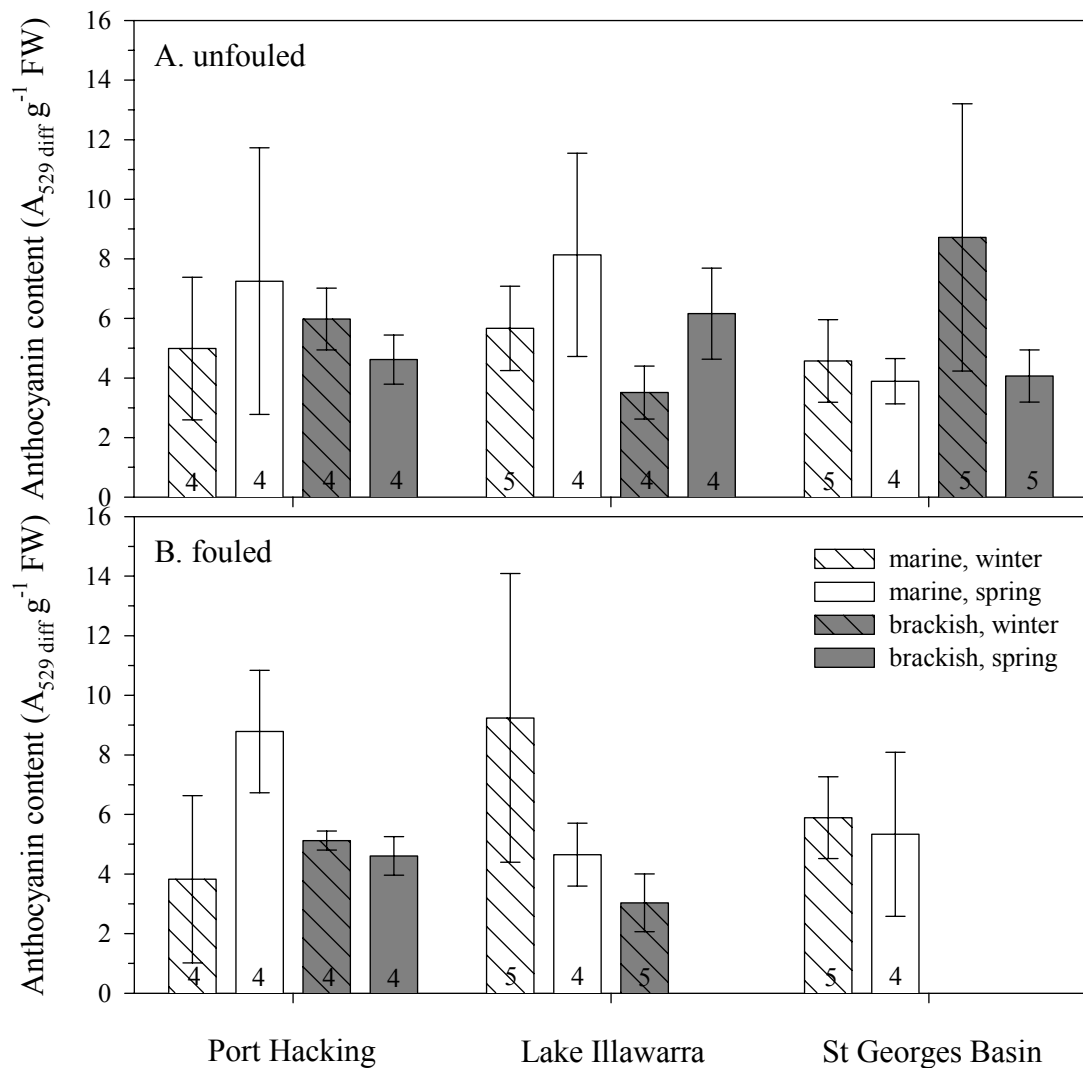 A. unfouled
Anthocyanin content (A529 diff g-1 FW)
16
14
12
10
8
6
4
2
0
4 4 4 4 5 4 4 4 5 4 5 5
B. fouled
Anthocyanin content (A529 diff g-1 FW)
16
14
12
10
8
6
4
2
0
marine, winter
marine, spring
brackish, winter
brackish, spring
4 4 4 4 5 4 5 5 4
Port Hacking Lake Illawarra St Georges Basin